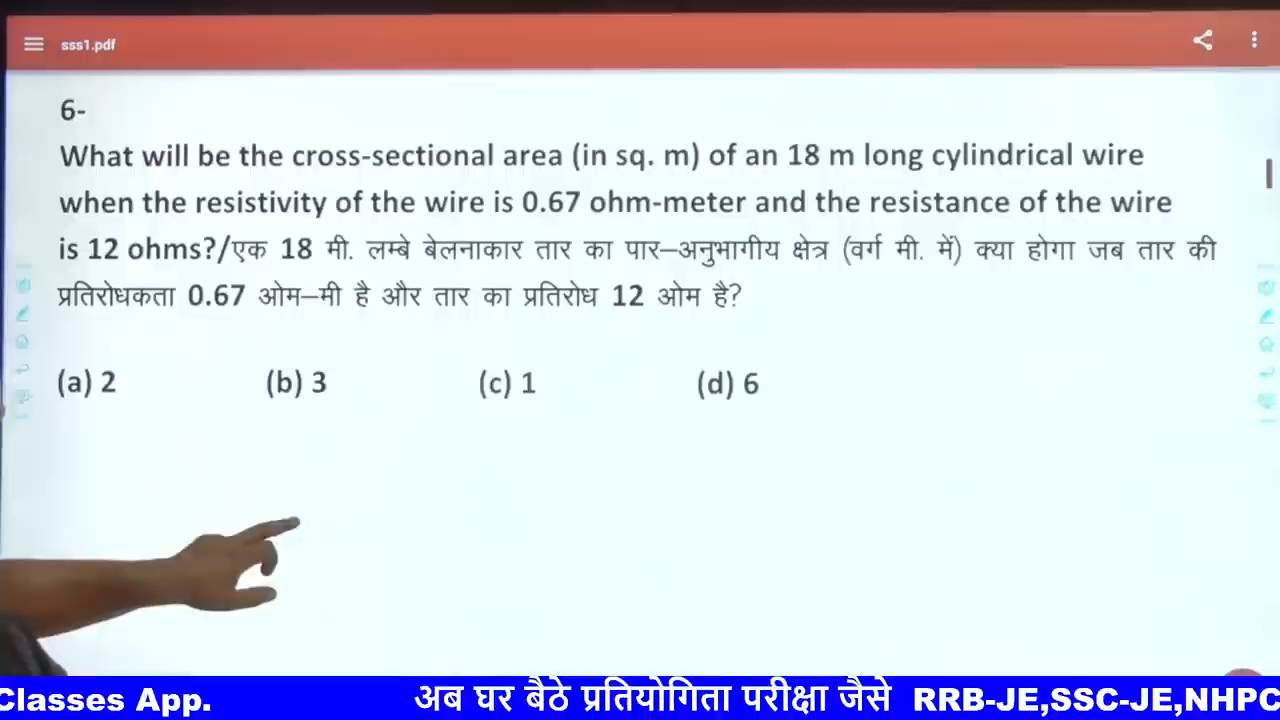 sss1.pdf
6-
What will be the cross-sectional area (in sq. m) of an 18 m long cylindrical wire
when the resistivity of the wire is 0.67 ohm-meter and the resistance of the wire
is 12 ohms?/एक 18 मी. लम्बे बेलनाकार तार का पार–अनुभागीय क्षेत्र (वर्ग मी. में) क्या होगा जब तार की
प्रतिरोधकता 0.67 ओम–मी है और तार का प्रतिरोध 12 ओम है?
(a) 2 (b) 3 (c) 1 (d) 6
Classes App. अब घर बैठे प्रतियोगिता परीक्षा जैसे RRB-JE,SSC-JE,NHPC